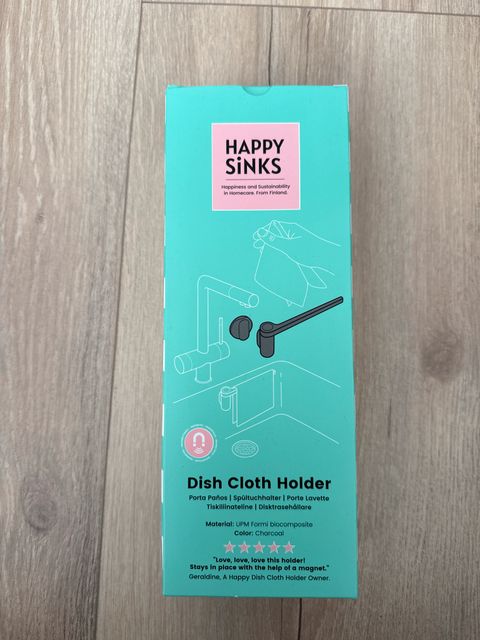 HAPPY
SiNKS
Happiness and Sustainability
in Homecare. From Finland.
Dish Cloth Holder
Porta Paños | Spültuchhalter | Porte Lavette
Tiskiliinateline | Disktrasehållare
Material: UPM Formi biocomposite
Color: Charcoal
"Love, love, love this holder!
Stays in place with the help of a magnet."
Geraldine, A Happy Dish Cloth Holder Owner.